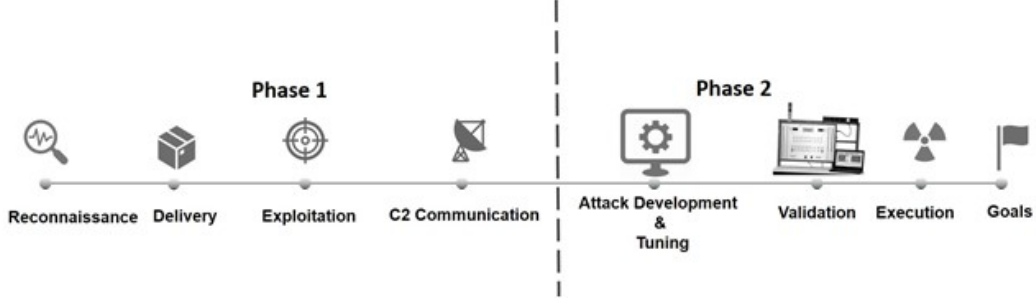 Phase 1
Phase 2
Reconnaissance
Delivery
Exploitation
C2 Communication
Attack Development
&
Tuning
Validation
Execution
Goals